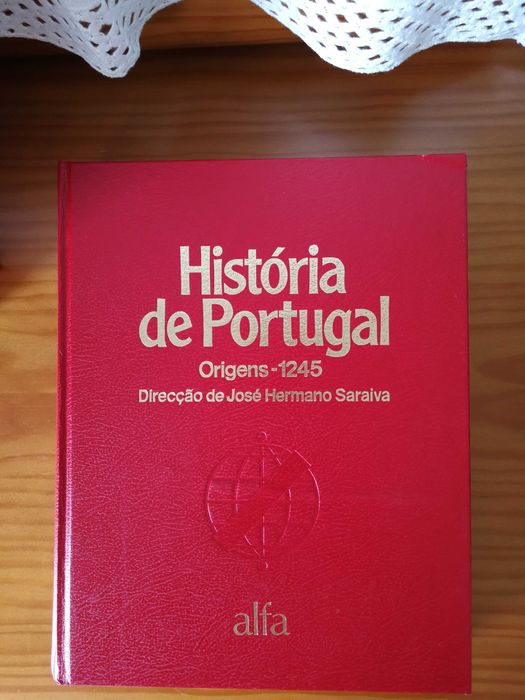 História
de Portugal
Origens-1245
Direcção de José Hermano Saraiva
alfa